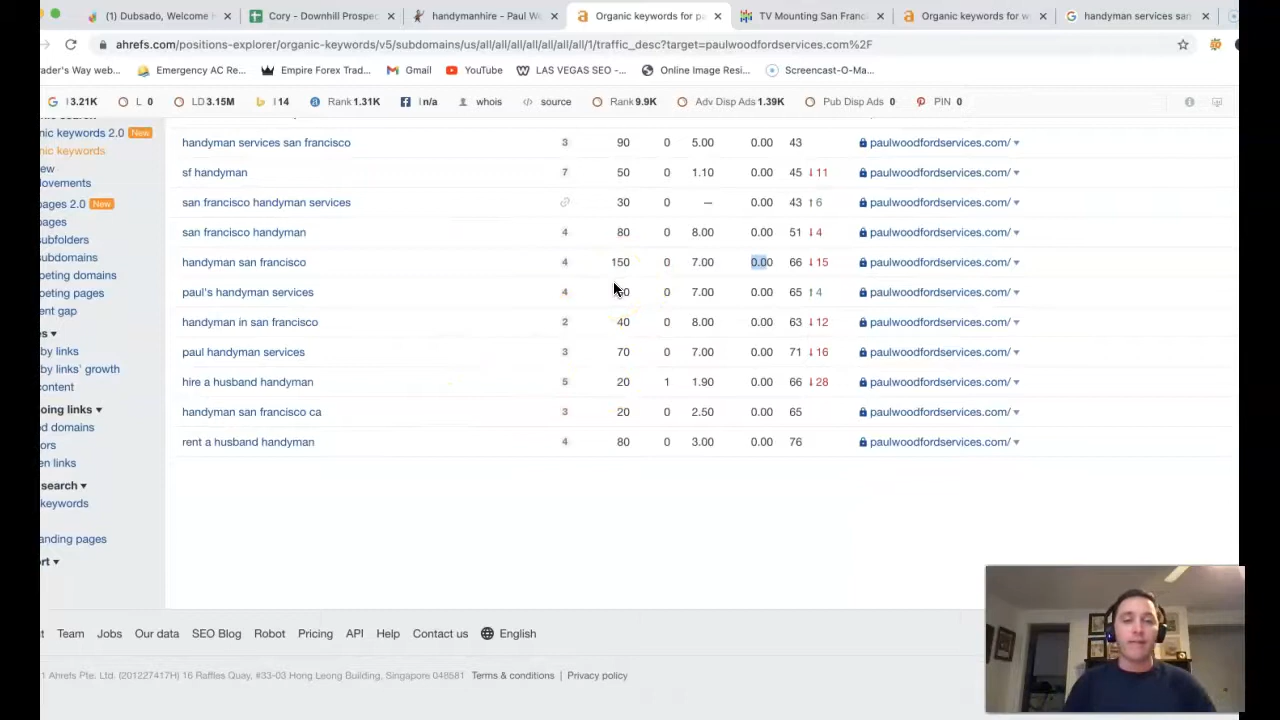 (1) Dubsado, Welcome H
Cory - Downhill Prospec
handymanhire - Paul Wo
Organic keywords for pa
TV Mounting San Franc
Organic keywords for w
handyman services san
ahrefs.com/positions-explorer/organic-keywords/v5/subdomains/us/all/all/all/all/all/all/all/1/traffic_desc?target=paulwoodfordservices.com%2F
ader's Way web...
Emergency AC Re...
Empire Forex Trad...
Gmail
YouTube
LAS VEGAS SEO -...
Online Image Resi...
Screencast-O-Ma...
I 3.21K
L 0
LD 3.15M
I 14
Rank 1.31K
I n/a
whois
source
Rank 9.9K
Adv Disp Ads 1.39K
Pub Disp Ads 0
PIN 0
nic keywords 2.0 New
nic keywords
ew
ovements
pages 2.0 New
pages
subfolders
ubdomains
peting domains
peting pages
ent gap
s
by links
by links' growth
content
oing links
d domains
ors
en links
search
keywords
anding pages
ort
handyman services san francisco 3 90 0 5.00 0.00 43 paulwoodfordservices.com/
sf handyman 7 50 0 1.10 0.00 45 ↓11 paulwoodfordservices.com/
san francisco handyman services 30 0 — 0.00 43 ↑6 paulwoodfordservices.com/
san francisco handyman 4 80 0 8.00 0.00 51 ↓4 paulwoodfordservices.com/
handyman san francisco 4 150 0 7.00 0.00 66 ↓15 paulwoodfordservices.com/
paul's handyman services 4 0 7.00 0.00 65 ↑4 paulwoodfordservices.com/
handyman in san francisco 2 40 0 8.00 0.00 63 ↓12 paulwoodfordservices.com/
paul handyman services 3 70 0 7.00 0.00 71 ↓16 paulwoodfordservices.com/
hire a husband handyman 5 20 1 1.90 0.00 66 ↓28 paulwoodfordservices.com/
handyman san francisco ca 3 20 0 2.50 0.00 65 paulwoodfordservices.com/
rent a husband handyman 4 80 0 3.00 0.00 76 paulwoodfordservices.com/
t Team Jobs Our data SEO Blog Robot Pricing API Help Contact us English
1 Ahrefs Pte. Ltd. (201227417H) 16 Raffles Quay, #33-03 Hong Leong Building, Singapore 048581 Terms & conditions | Privacy policy